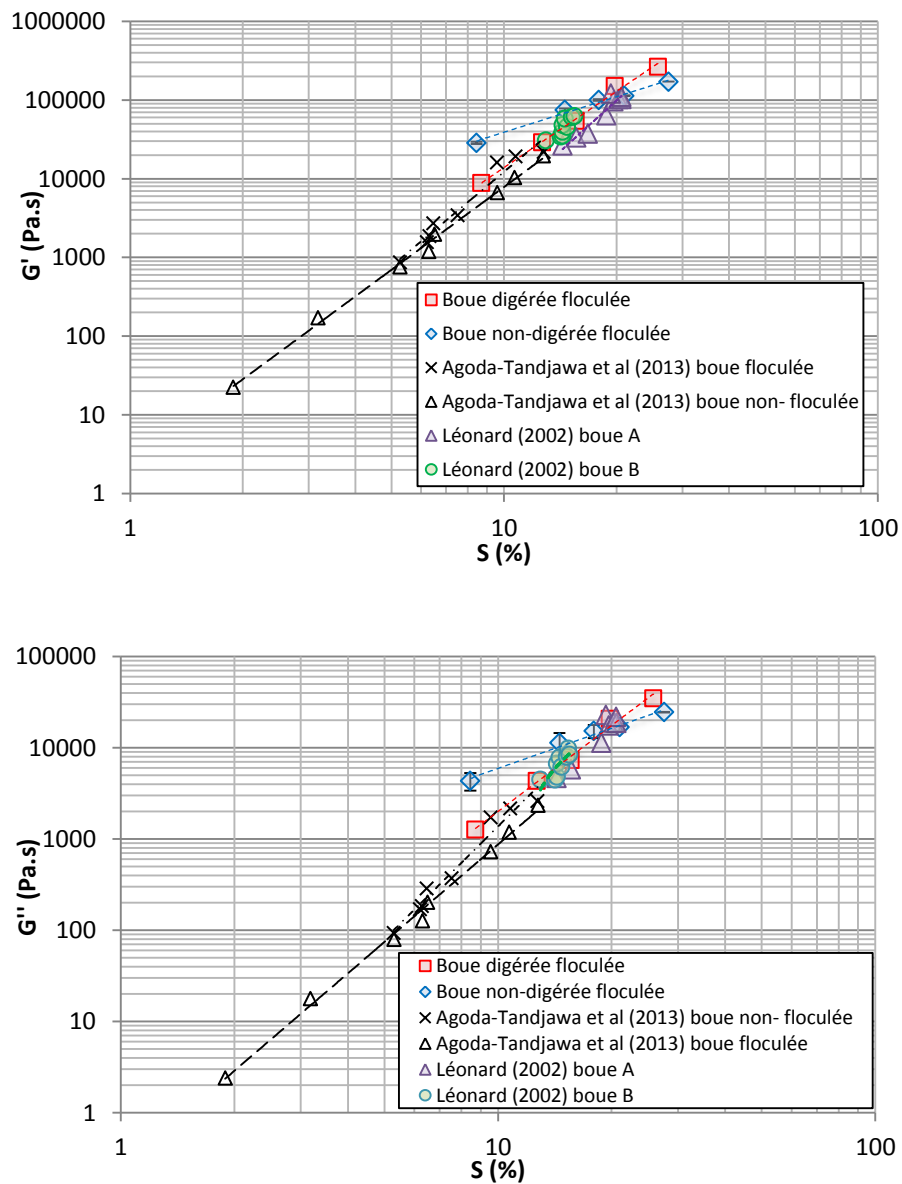 1000000
100000
10000
1000
100
10
1
G' (Pa.s)
Boue digérée floculée
Boue non-digérée floculée
Agoda-Tandjawa et al (2013) boue floculée
Agoda-Tandjawa et al (2013) boue non- floculée
Léonard (2002) boue A
Léonard (2002) boue B
1 10 100
S (%)
100000
10000
1000
100
10
1
G'' (Pa.s)
Boue digérée floculée
Boue non-digérée floculée
Agoda-Tandjawa et al (2013) boue non- floculée
Agoda-Tandjawa et al (2013) boue floculée
Léonard (2002) boue A
Léonard (2002) boue B
1 10 100
S (%)